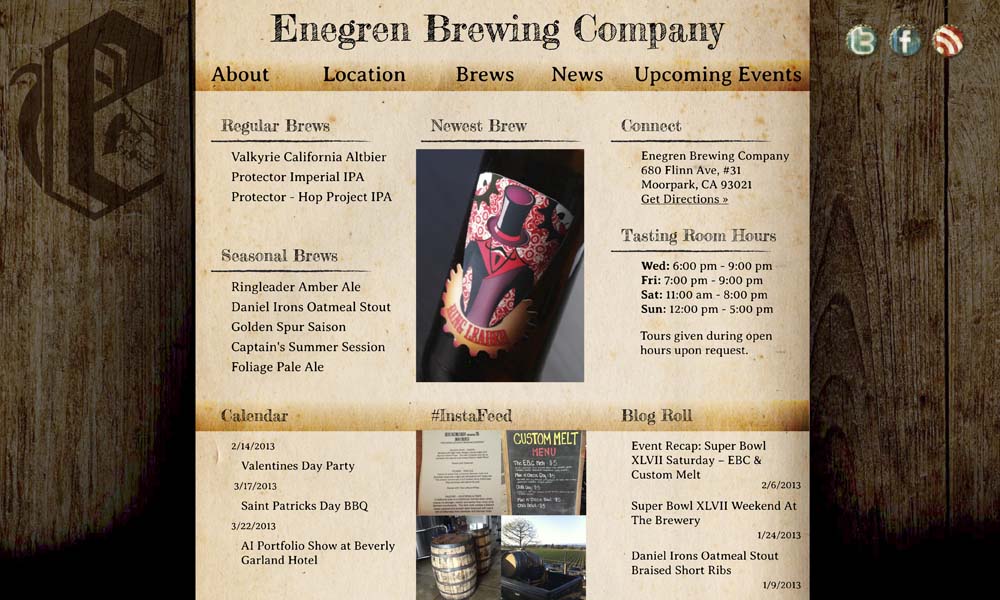 Enegren Brewing Company
About
Location
Brews
News
Upcoming Events
Regular Brews
Valkyrie California Altbier
Protector Imperial IPA
Protector - Hop Project IPA
Seasonal Brews
Ringleader Amber Ale
Daniel Irons Oatmeal Stout
Golden Spur Saison
Captain's Summer Session
Foliage Pale Ale
Newest Brew
RING LEADER
Connect
Enegren Brewing Company
680 Flinn Ave, #31
Moorpark, CA 93021
Get Directions »
Tasting Room Hours
Wed: 6:00 pm - 9:00 pm
Fri: 7:00 pm - 9:00 pm
Sat: 11:00 am - 8:00 pm
Sun: 12:00 pm - 5:00 pm
Tours given during open
hours upon request.
Calendar
2/14/2013
Valentines Day Party
3/17/2013
Saint Patricks Day BBQ
3/22/2013
AI Portfolio Show at Beverly
Garland Hotel
#InstaFeed
CUSTOM MELT
MENU
Blog Roll
Event Recap: Super Bowl
XLVII Saturday – EBC &
Custom Melt
2/6/2013
Super Bowl XLVII Weekend At
The Brewery
1/24/2013
Daniel Irons Oatmeal Stout
Braised Short Ribs
1/9/2013